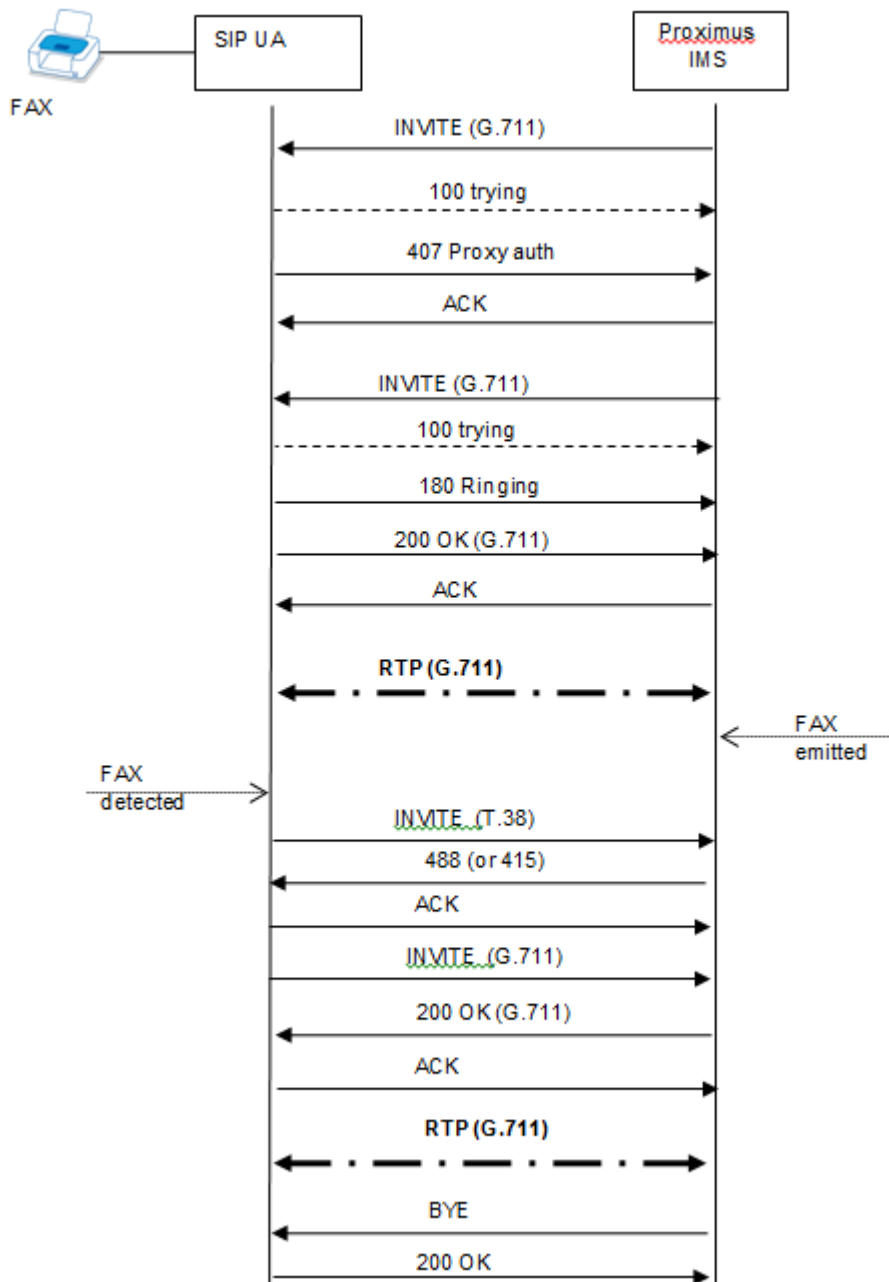 SIP UA
Proximus
IMS
FAX
INVITE (G.711)
100 trying
407 Proxy auth
ACK
INVITE (G.711)
100 trying
180 Ringing
200 OK (G.711)
ACK
RTP (G.711)
FAX
emitted
FAX
detected
INVITE (T.38)
488 (or 415)
ACK
INVITE (G.711)
200 OK (G.711)
ACK
RTP (G.711)
BYE
200 OK